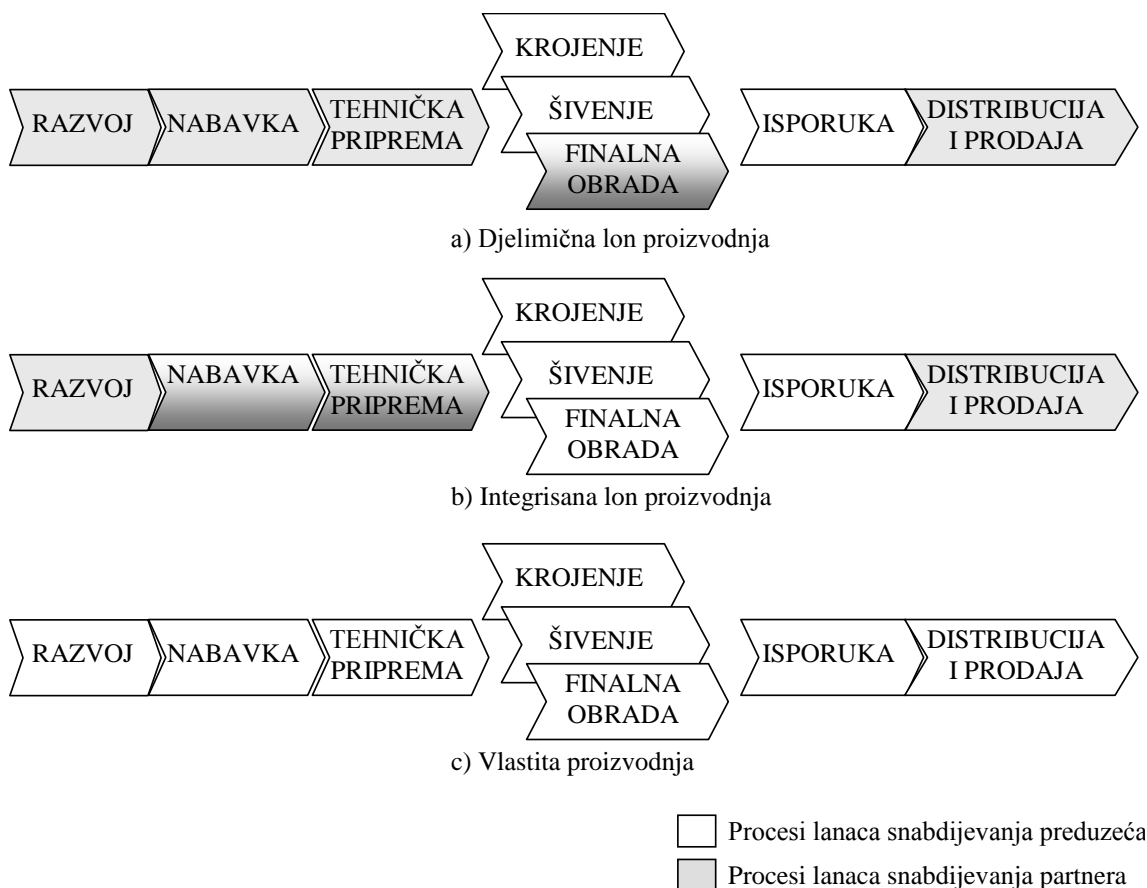 KROJENJE
RAZVOJ
NABAVKA
TEHNIČKA
PRIPREMA
ŠIVENJE
FINALNA
OBRADA
ISPORUKA
DISTRIBUCIJA
I PRODAJA
a) Djelimična lon proizvodnja
KROJENJE
RAZVOJ
NABAVKA
TEHNIČKA
PRIPREMA
ŠIVENJE
FINALNA
OBRADA
ISPORUKA
DISTRIBUCIJA
I PRODAJA
b) Integrisana lon proizvodnja
KROJENJE
RAZVOJ
NABAVKA
TEHNIČKA
PRIPREMA
ŠIVENJE
FINALNA
OBRADA
ISPORUKA
DISTRIBUCIJA
I PRODAJA
c) Vlastita proizvodnja
Procesi lanaca snabdijevanja preduzeća
Procesi lanaca snabdijevanja partnera